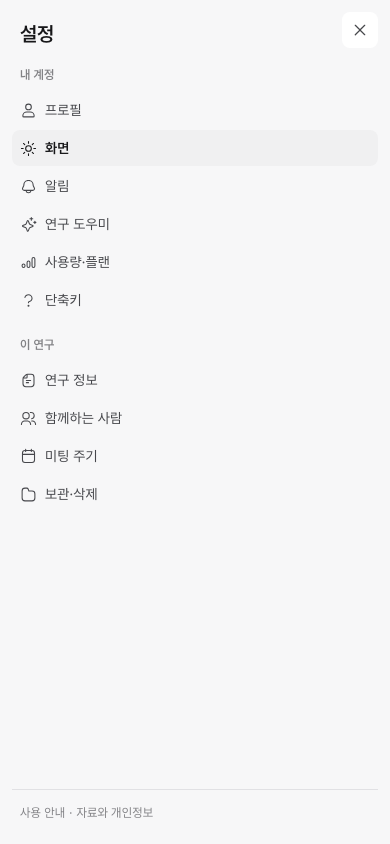 설정
내 계정
프로필
화면
알림
연구 도우미
사용량·플랜
단축키
이 연구
연구 정보
함께하는 사람
미팅 주기
보관·삭제
사용 안내 · 자료와 개인정보